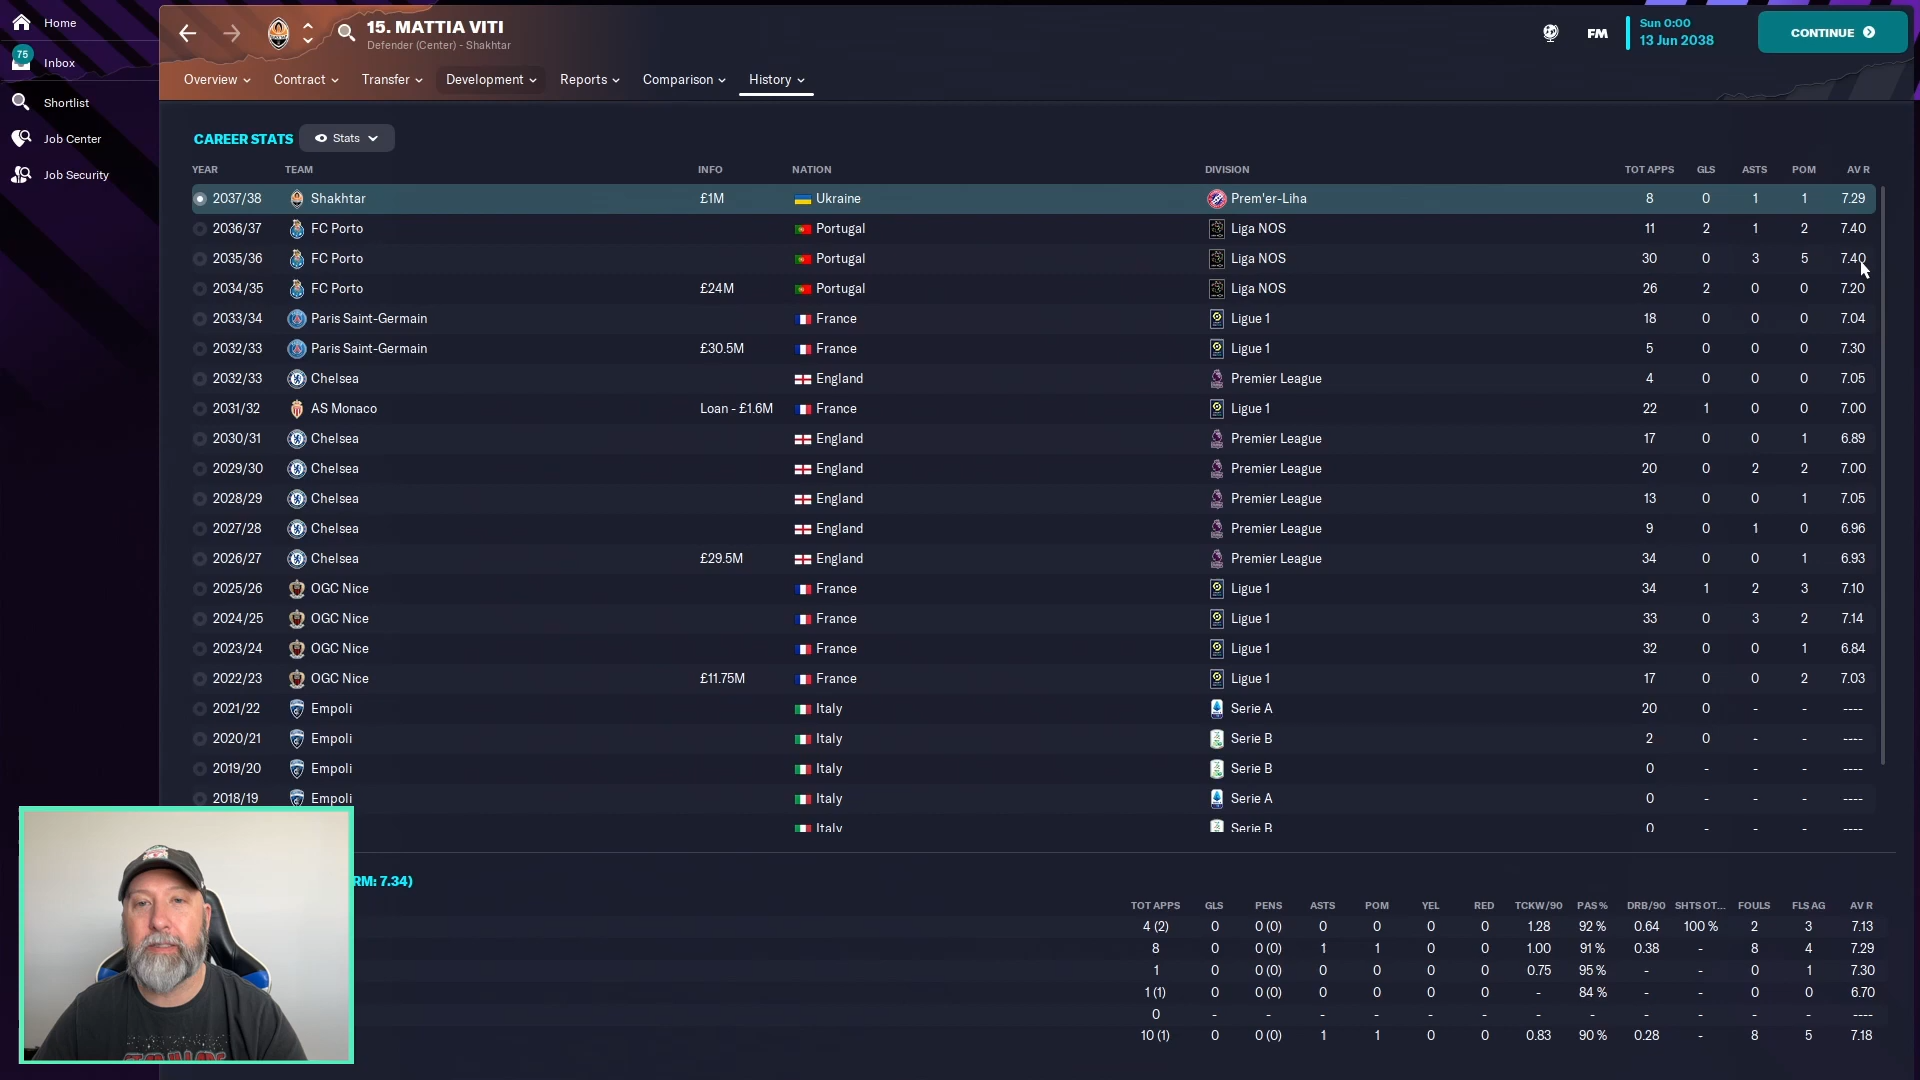 Home
75
Inbox
Shortlist
Job Center
Job Security
15. MATTIA VITI
Defender (Center) - Shakhtar
FM
Sun 0:00
13 Jun 2038
CONTINUE
Overview Contract Transfer Development Reports Comparison History
CAREER STATS Stats
YEAR TEAM INFO NATION DIVISION TOT APPS GLS ASTS POM AV R
2037/38 Shakhtar £1M Ukraine Prem'er-Liha 8 0 1 1 7.29
2036/37 FC Porto Portugal Liga NOS 11 2 1 2 7.40
2035/36 FC Porto Portugal Liga NOS 30 0 3 5 7.40
2034/35 FC Porto £24M Portugal Liga NOS 26 2 0 0 7.20
2033/34 Paris Saint-Germain France Ligue 1 18 0 0 0 7.04
2032/33 Paris Saint-Germain £30.5M France Ligue 1 5 0 0 0 7.30
2032/33 Chelsea England Premier League 4 0 0 0 7.05
2031/32 AS Monaco Loan - £1.6M France Ligue 1 22 1 0 0 7.00
2030/31 Chelsea England Premier League 17 0 0 1 6.89
2029/30 Chelsea England Premier League 20 0 2 2 7.00
2028/29 Chelsea England Premier League 13 0 0 1 7.05
2027/28 Chelsea England Premier League 9 0 1 0 6.96
2026/27 Chelsea £29.5M England Premier League 34 0 0 1 6.93
2025/26 OGC Nice France Ligue 1 34 1 2 3 7.10
2024/25 OGC Nice France Ligue 1 33 0 3 2 7.14
2023/24 OGC Nice France Ligue 1 32 0 0 1 6.84
2022/23 OGC Nice £11.75M France Ligue 1 17 0 0 2 7.03
2021/22 Empoli Italy Serie A 20 0 - - ----
2020/21 Empoli Italy Serie B 2 0 - - ----
2019/20 Empoli Italy Serie B 0 - - - ----
2018/19 Empoli Italy Serie A 0 - - - ----
Italy Serie B 0 - - - ----
RM: 7.34)
TOT APPS GLS PENS ASTS POM YEL RED TCKW/90 PAS % DRB/90 SHTS OT... FOULS FLS AG AV R
4 (2) 0 0 (0) 0 0 0 0 1.28 92 % 0.64 100 % 2 3 7.13
8 0 0 (0) 1 1 0 0 1.00 91 % 0.38 - 8 4 7.29
1 0 0 (0) 0 0 0 0 0.75 95 % - - 0 1 7.30
1 (1) 0 0 (0) 0 0 0 0 - 84 % - - 0 0 6.70
0 - - - - - - - - - - - - ----
10 (1) 0 0 (0) 1 1 0 0 0.83 90 % 0.28 - 8 5 7.18